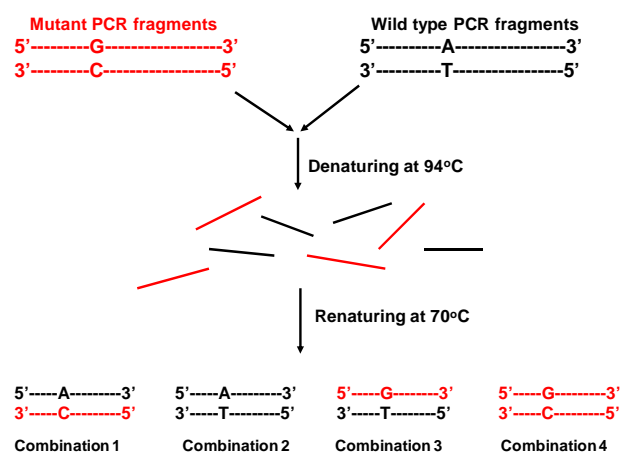 Mutant PCR fragments
5’---------G------------------3’
3’---------C-----------------5’
Wild type PCR fragments
5’----------A-----------------3’
3’----------T-----------------5’
Denaturing at 94oC
Renaturing at 70oC
5’-----A---------3’
3’-----C---------5’
Combination 1
5’-----A---------3’
3’-----T---------5’
Combination 2
5’-----G--------3’
3’-----T--------5’
Combination 3
5’-----G---------3’
3’-----C---------5’
Combination 4